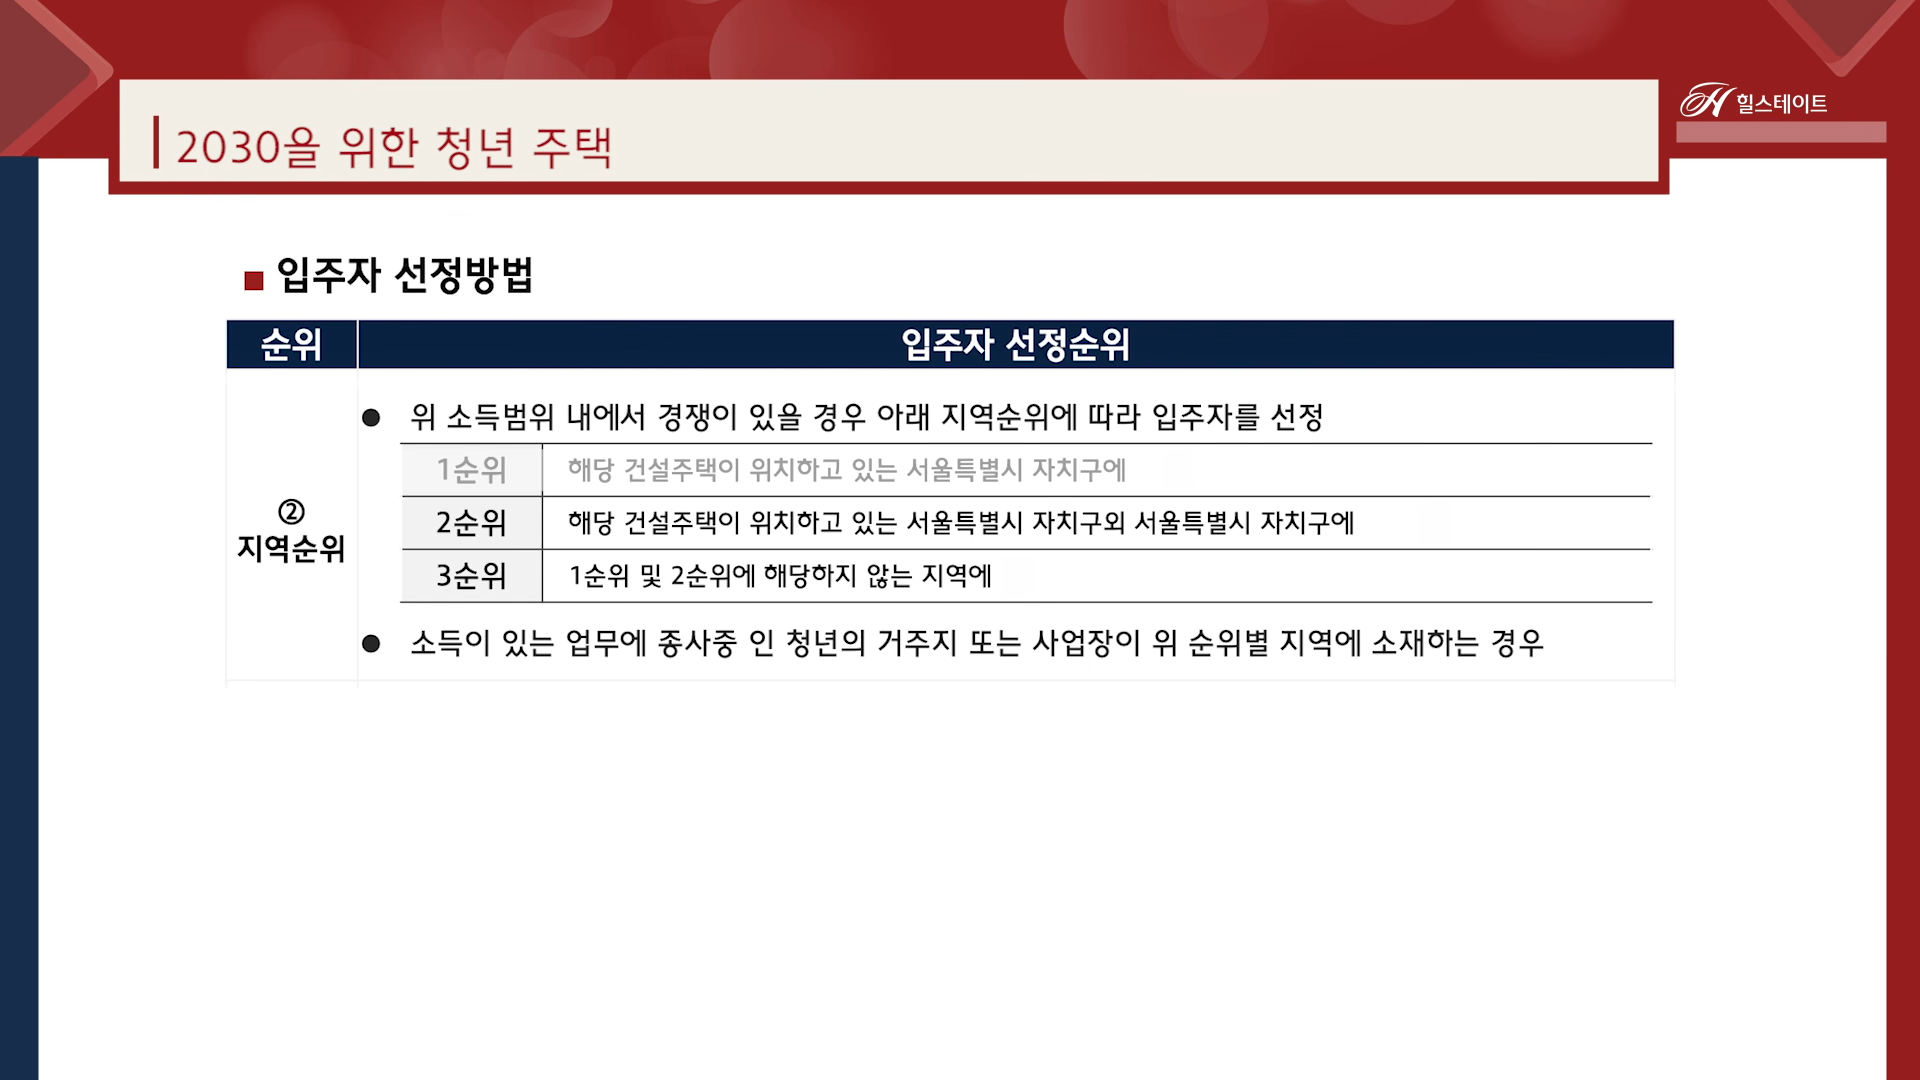 힐스테이트
2030을 위한 청년 주택
입주자 선정방법
순위 입주자 선정순위
② 지역순위
● 위 소득범위 내에서 경쟁이 있을 경우 아래 지역순위에 따라 입주자를 선정
1순위 해당 건설주택이 위치하고 있는 서울특별시 자치구에
2순위 해당 건설주택이 위치하고 있는 서울특별시 자치구외 서울특별시 자치구에
3순위 1순위 및 2순위에 해당하지 않는 지역에
● 소득이 있는 업무에 종사중 인 청년의 거주지 또는 사업장이 위 순위별 지역에 소재하는 경우